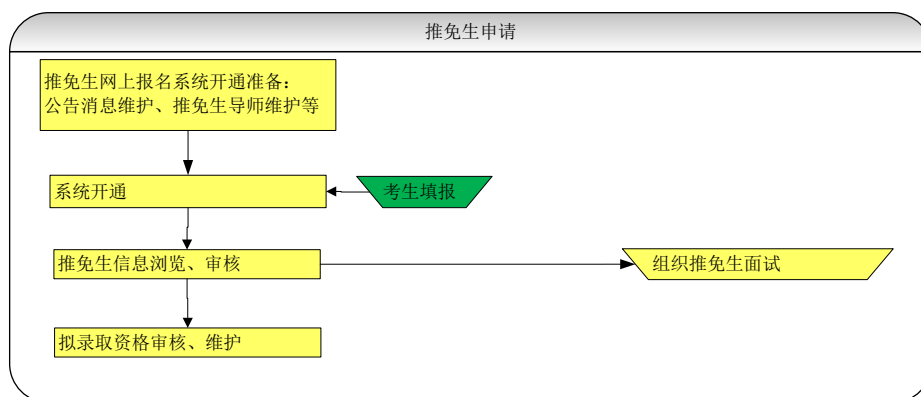 推免生申请
推免生网上报名系统开通准备：
公告消息维护、推免生导师维护等
系统开通
考生填报
推免生信息浏览、审核
组织推免生面试
拟录取资格审核、维护